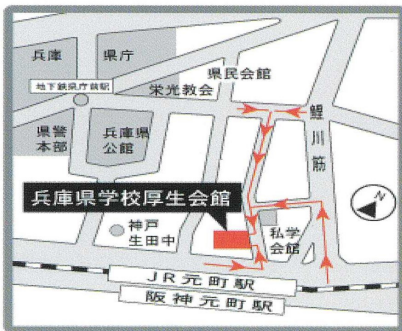 兵庫 県庁
地下鉄県庁前駅
県民会館
栄光教会
鯉川筋
県警
本部
兵庫県
公館
兵庫県学校厚生会館
N
神戸
生田中
私学
会館
JR元町駅
阪神元町駅